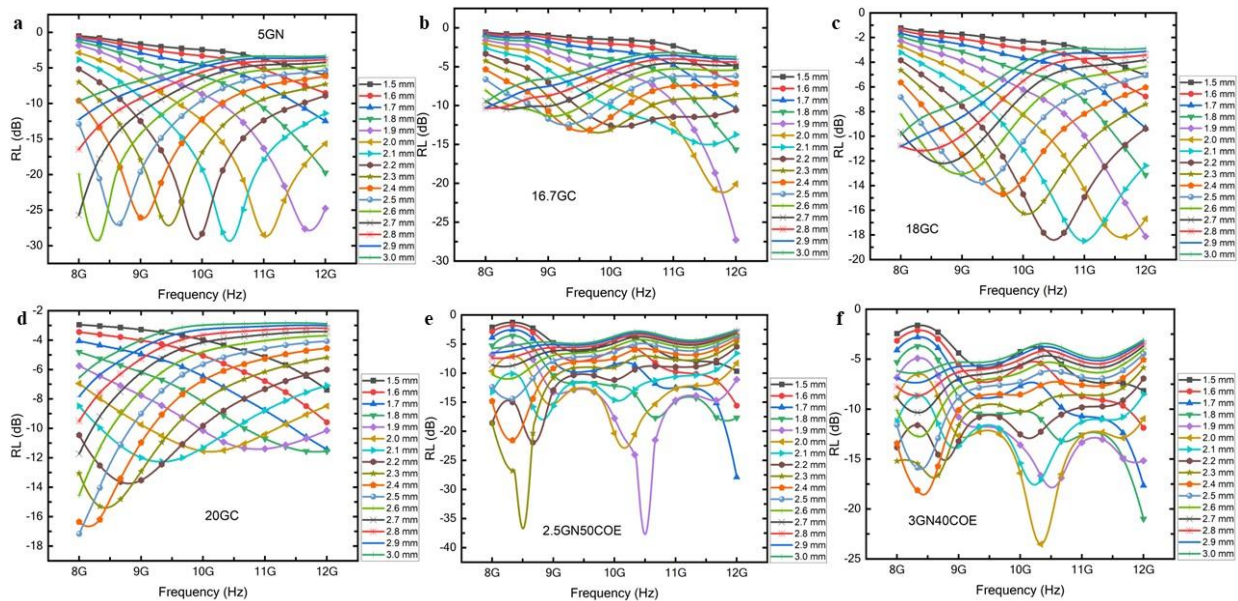 a
5GN
0
-5
-10
-15
-20
-25
-30
RL (dB)
8G 9G 10G 11G 12G
Frequency (Hz)
1.5 mm
1.6 mm
1.7 mm
1.8 mm
1.9 mm
2.0 mm
2.1 mm
2.2 mm
2.3 mm
2.4 mm
2.5 mm
2.6 mm
2.7 mm
2.8 mm
2.9 mm
3.0 mm
b
16.7GC
0
-5
-10
-15
-20
-25
-30
RL (dB)
8G 9G 10G 11G 12G
Frequency (Hz)
1.5 mm
1.6 mm
1.7 mm
1.8 mm
1.9 mm
2.0 mm
2.1 mm
2.2 mm
2.3 mm
2.4 mm
2.5 mm
2.6 mm
2.7 mm
2.8 mm
2.9 mm
3.0 mm
c
18GC
0
-2
-4
-6
-8
-10
-12
-14
-16
-18
-20
RL (dB)
8G 9G 10G 11G 12G
Frequency (Hz)
1.5 mm
1.6 mm
1.7 mm
1.8 mm
1.9 mm
2.0 mm
2.1 mm
2.2 mm
2.3 mm
2.4 mm
2.5 mm
2.6 mm
2.7 mm
2.8 mm
2.9 mm
3.0 mm
d
20GC
-2
-4
-6
-8
-10
-12
-14
-16
-18
RL (dB)
8G 9G 10G 11G 12G
Frequency (Hz)
1.5 mm
1.6 mm
1.7 mm
1.8 mm
1.9 mm
2.0 mm
2.1 mm
2.2 mm
2.3 mm
2.4 mm
2.5 mm
2.6 mm
2.7 mm
2.8 mm
2.9 mm
3.0 mm
e
2.5GN50COE
5
0
-5
-10
-15
-20
-25
-30
-35
-40
RL (dB)
8G 9G 10G 11G 12G
Frequency (Hz)
1.5 mm
1.6 mm
1.7 mm
1.8 mm
1.9 mm
2.0 mm
2.1 mm
2.2 mm
2.3 mm
2.4 mm
2.5 mm
2.6 mm
2.7 mm
2.8 mm
2.9 mm
3.0 mm
f
3GN40COE
5
0
-5
-10
-15
-20
-25
RL (dB)
8G 9G 10G 11G 12G
Frequency (Hz)
1.5 mm
1.6 mm
1.7 mm
1.8 mm
1.9 mm
2.0 mm
2.1 mm
2.2 mm
2.3 mm
2.4 mm
2.5 mm
2.6 mm
2.7 mm
2.8 mm
2.9 mm
3.0 mm